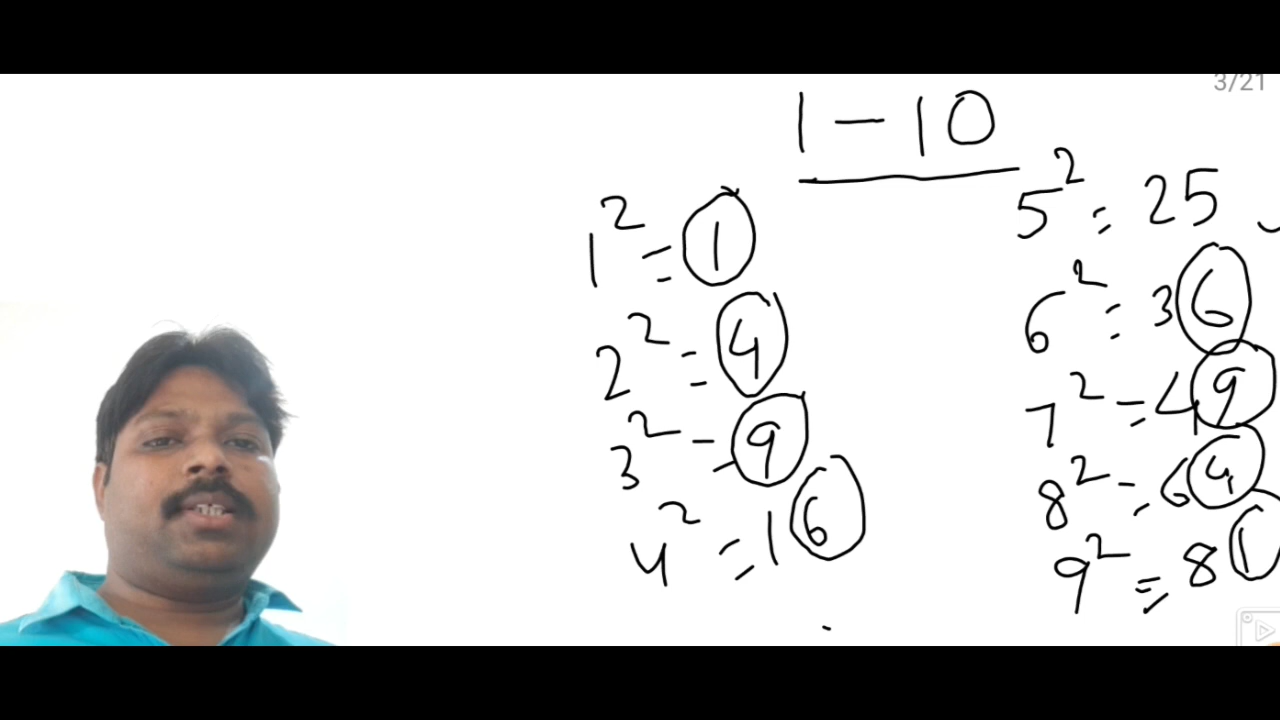 3/21
1 - 10
1² = 1
2² = 4
3² = 9
4² = 16
5² = 25
6² = 36
7² = 49
8² = 64
9² = 81